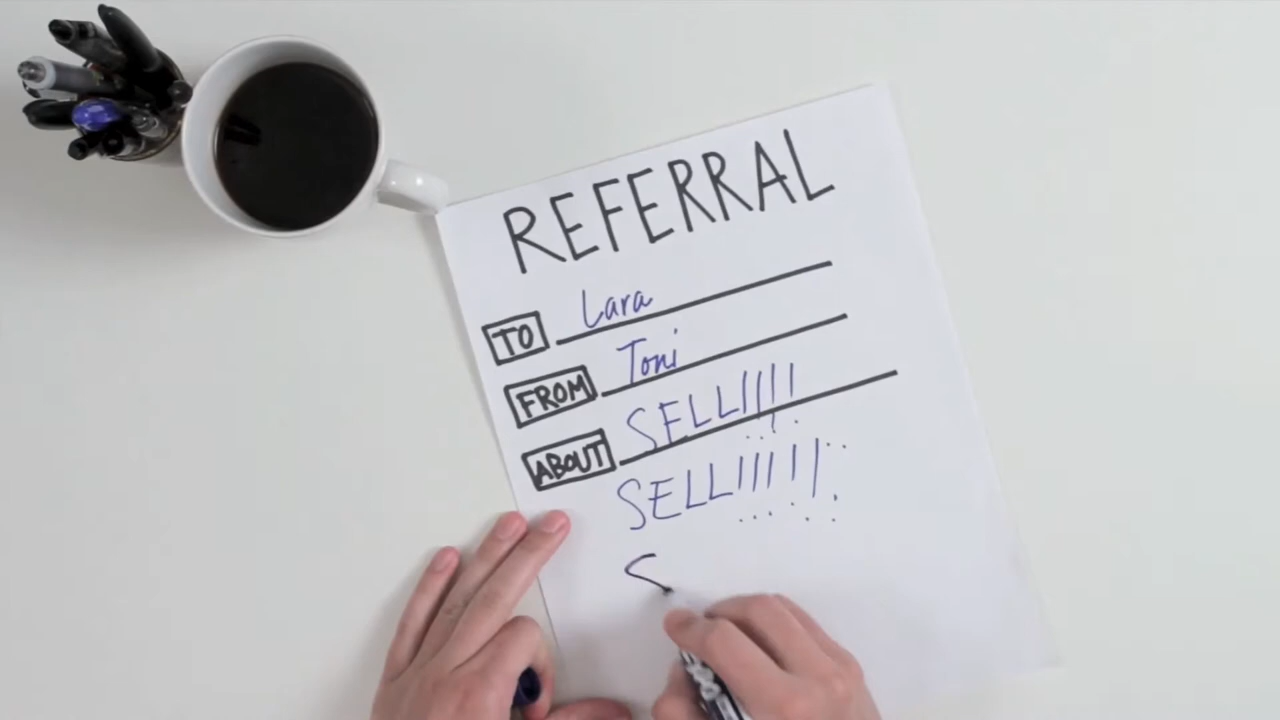 REFERRAL
TO Lara
FROM Toni
ABOUT SELL!!!!
SELL!!!!!
S